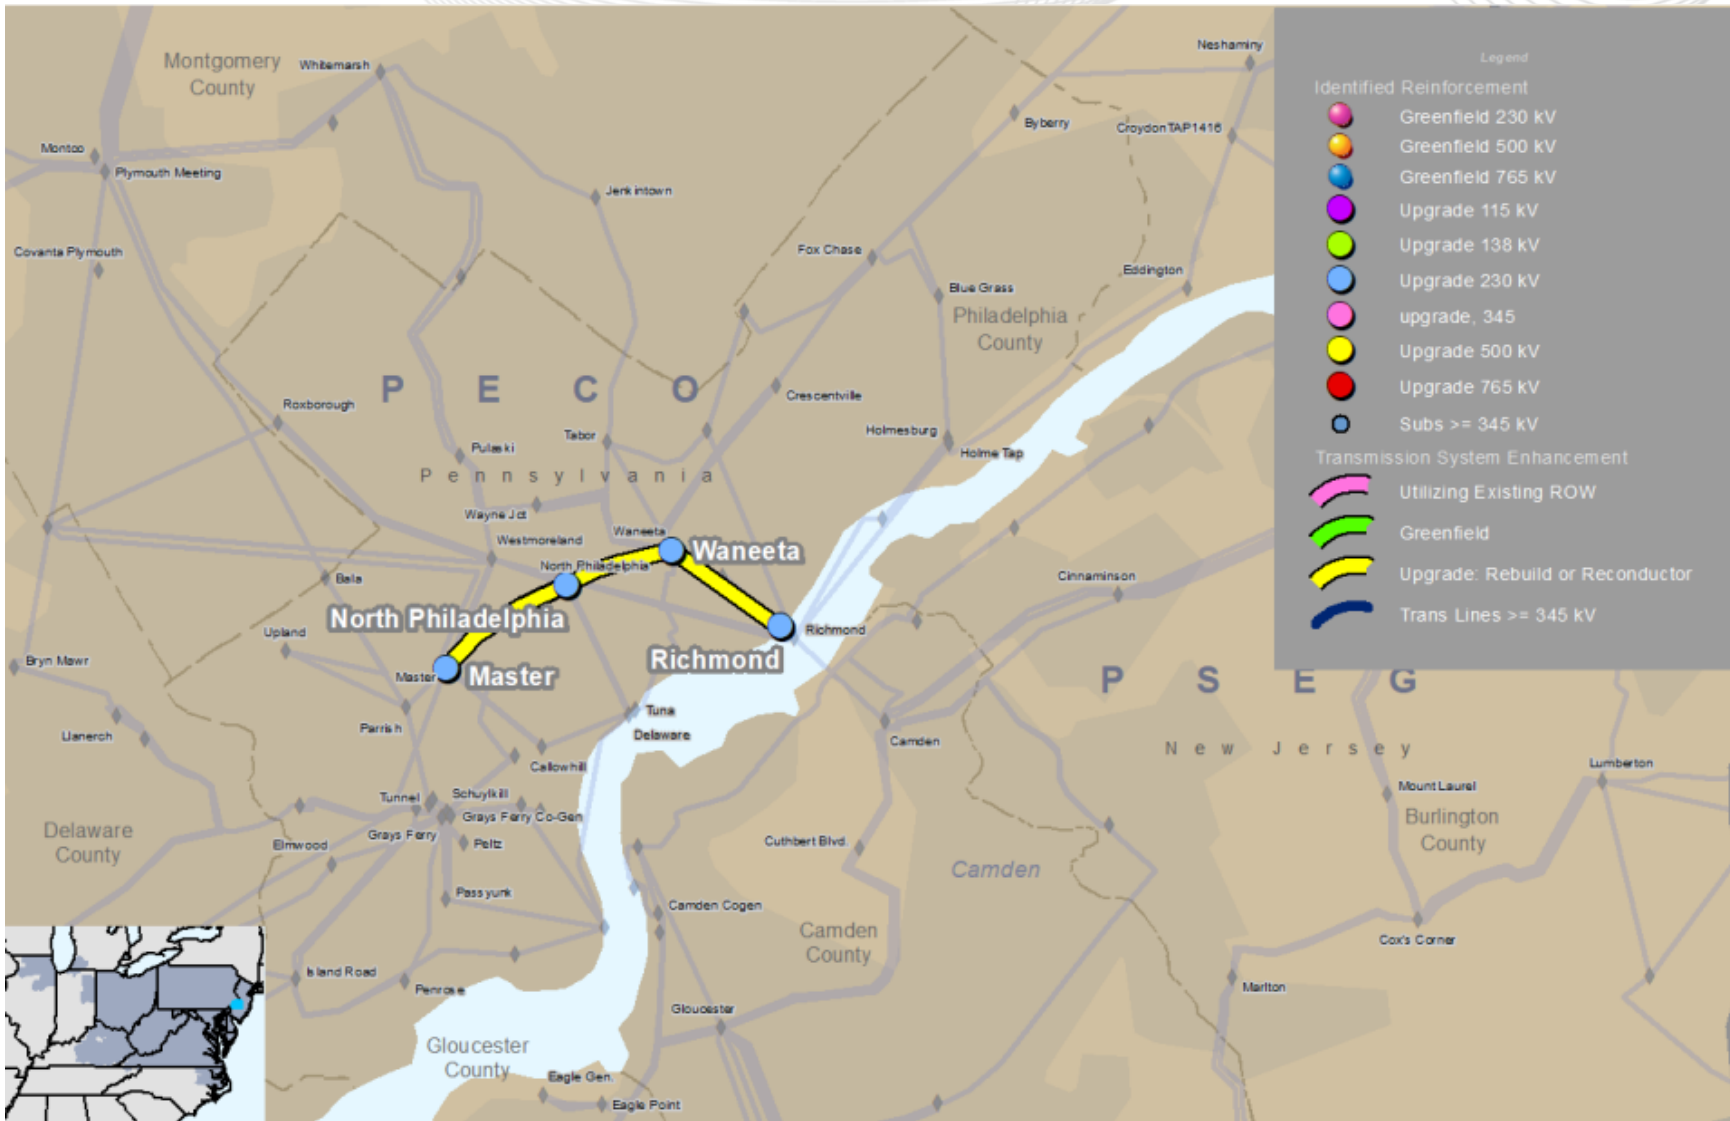 Montgomery
County
Whitemarsh
Neshaminy
Byberry
CroydonTAP1416
Montco
Plymouth Meeting
Jenkintown
Covanta Plymouth
Fox Chase
Eddington
Blue Grass
Philadelphia
County
P E C O
Crescentville
Roxborough
Holmesburg
Holme Tap
Tabor
Pulaski
Pennsylvania
Wayne Jct
Waneeta
Westmoreland
Waneeta
North Philadelphia
Bala
Cinnaminson
North Philadelphia
Upland
Richmond
Bryn Mawr
Richmond
Master
Master
P S E G
Parrish
Tuna
Delaware
Llanerch
Camden
New Jersey
Callowhill
Lumberton
Tunnel
Schuylkill
Mount Laurel
Grays Ferry Co-Gen
Burlington
County
Delaware
County
Grays Ferry
Elmwood
Peltz
Cuthbert Blvd.
Camden
Passyunk
Camden Cogen
Camden
County
Cox's Corner
Island Road
Penrose
Marlton
Gloucester
Gloucester
County
Eagle Gen.
Eagle Point
Legend
Identified Reinforcement
Greenfield 230 kV
Greenfield 500 kV
Greenfield 765 kV
Upgrade 115 kV
Upgrade 138 kV
Upgrade 230 kV
upgrade, 345
Upgrade 500 kV
Upgrade 765 kV
Subs >= 345 kV
Transmission System Enhancement
Utilizing Existing ROW
Greenfield
Upgrade: Rebuild or Reconductor
Trans Lines >= 345 kV